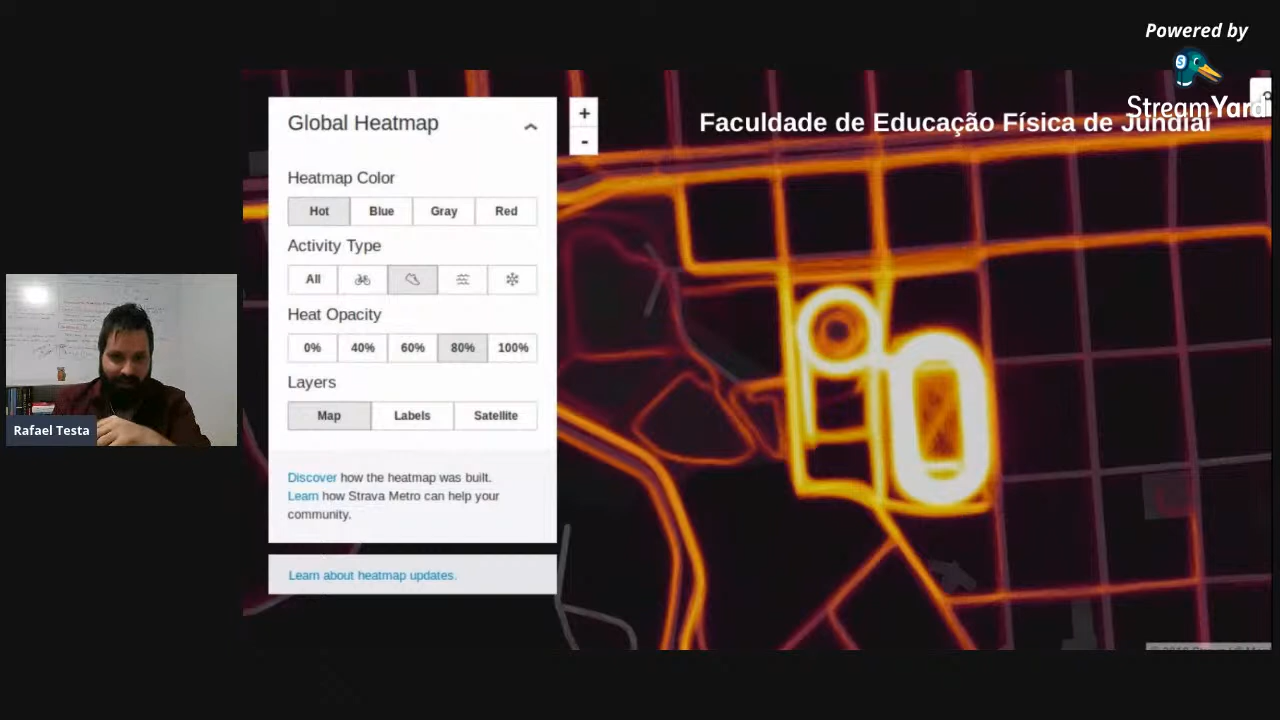 Powered by
StreamYard
Faculdade de Educação Física de Jundiaí
Global Heatmap
+
-
Heatmap Color
Hot Blue Gray Red
Activity Type
All
Heat Opacity
0% 40% 60% 80% 100%
Layers
Map Labels Satellite
Discover how the heatmap was built.
Learn how Strava Metro can help your
community.
Learn about heatmap updates.
Rafael Testa